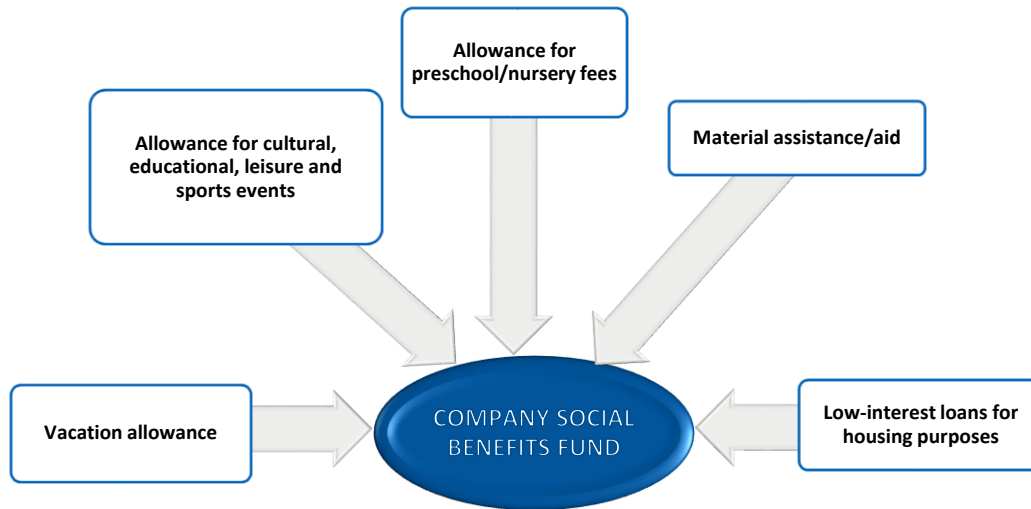 Allowance for
preschool/nursery fees
Allowance for cultural,
educational, leisure and
sports events
Material assistance/aid
Vacation allowance
COMPANY SOCIAL
BENEFITS FUND
Low-interest loans for
housing purposes